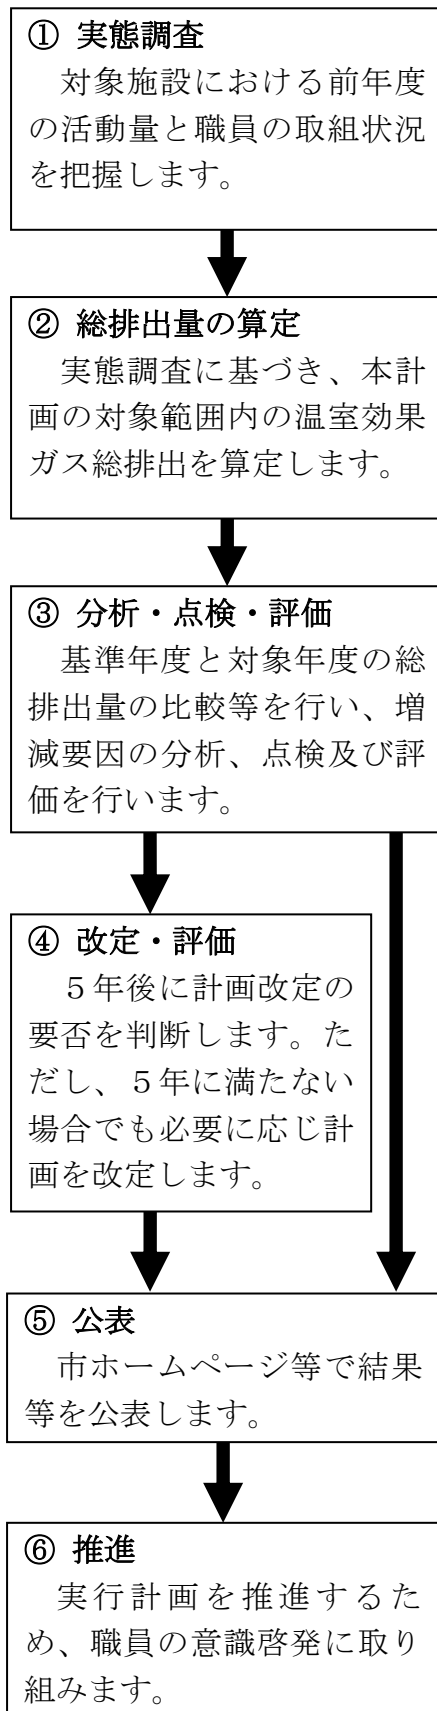 ① 実態調査
対象施設における前年度
の活動量と職員の取組状況
を把握します。
② 総排出量の算定
実態調査に基づき、本計
画の対象範囲内の温室効果
ガス総排出を算定します。
③ 分析・点検・評価
基準年度と対象年度の総
排出量の比較等を行い、増
減要因の分析、点検及び評
価を行います。
④ 改定・評価
５年後に計画改定の
要否を判断します。た
だし、５年に満たない
場合でも必要に応じ計
画を改定します。
⑤ 公表
市ホームページ等で結果
等を公表します。
⑥ 推進
実行計画を推進するた
め、職員の意識啓発に取り
組みます。